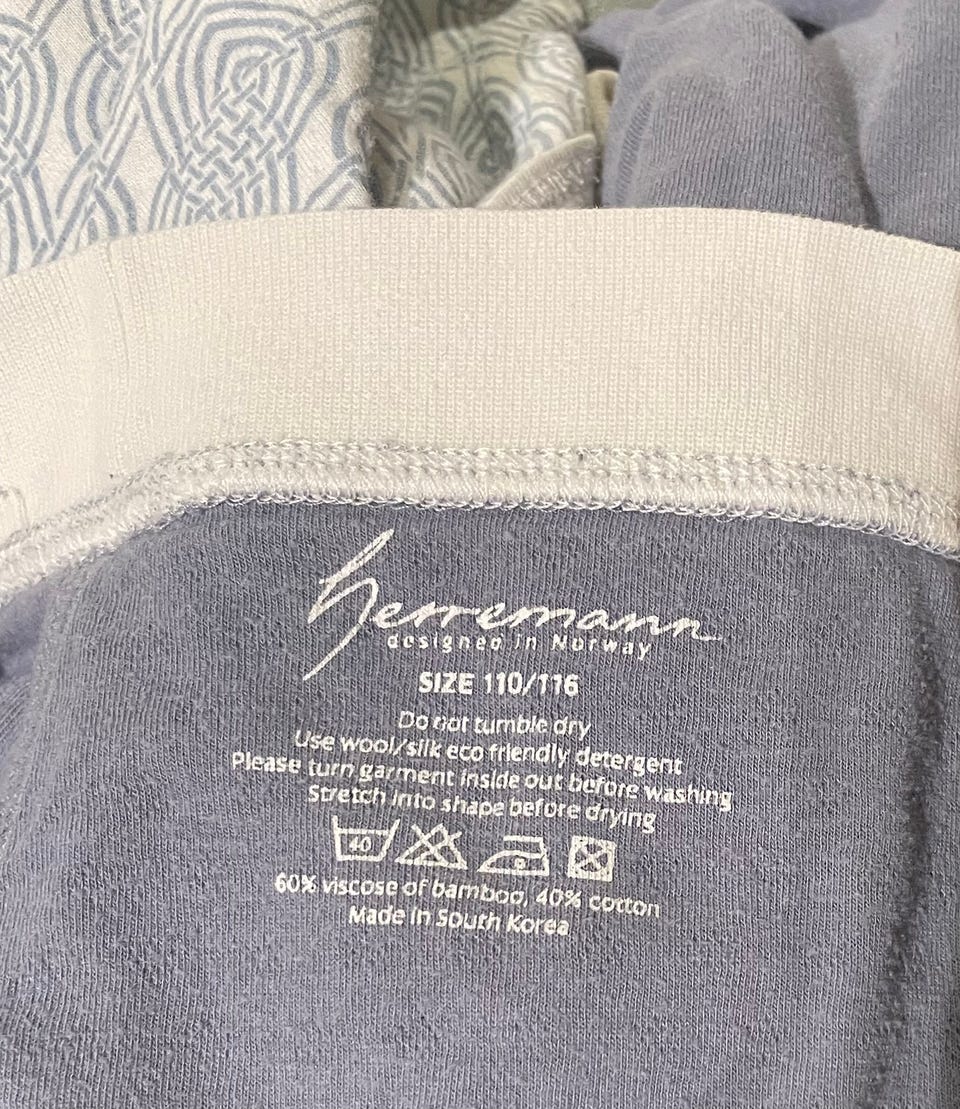 herremann
designed in Norway
SIZE 110/116
Do not tumble dry
Use wool/silk eco friendly detergent
Please turn garment inside out before washing
Stretch into shape before drying
40
60% viscose of bamboo, 40% cotton
Made in South Korea